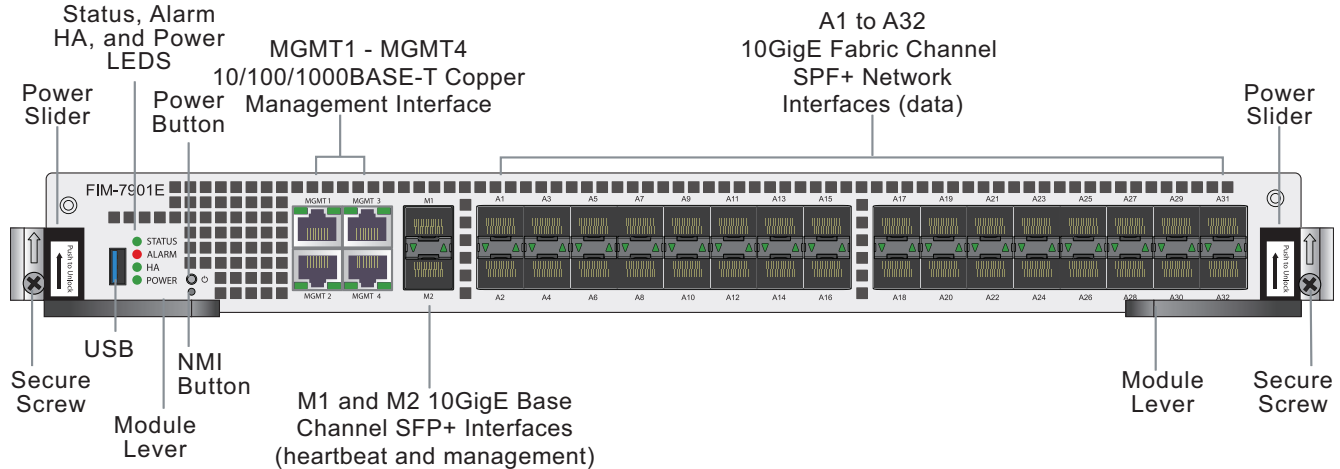 Status, Alarm
HA, and Power
LEDS
MGMT1 - MGMT4
10/100/1000BASE-T Copper
Management Interface
A1 to A32
10GigE Fabric Channel
SPF+ Network
Interfaces (data)
Power
Slider
Power
Button
Power
Slider
FIM-7901E
MGMT 1
MGMT 3
M1
A1
A3
A5
A7
A9
A11
A13
A15
A17
A19
A21
A23
A25
A27
A29
A31
Push to Unlock
STATUS
ALARM
HA
POWER
Push to Unlock
MGMT 2
MGMT 4
M2
A2
A4
A6
A8
A10
A12
A14
A16
A18
A20
A22
A24
A26
A28
A30
A32
USB
NMI
Button
Secure
Screw
Module
Lever
M1 and M2 10GigE Base
Channel SFP+ Interfaces
(heartbeat and management)
Module
Lever
Secure
Screw